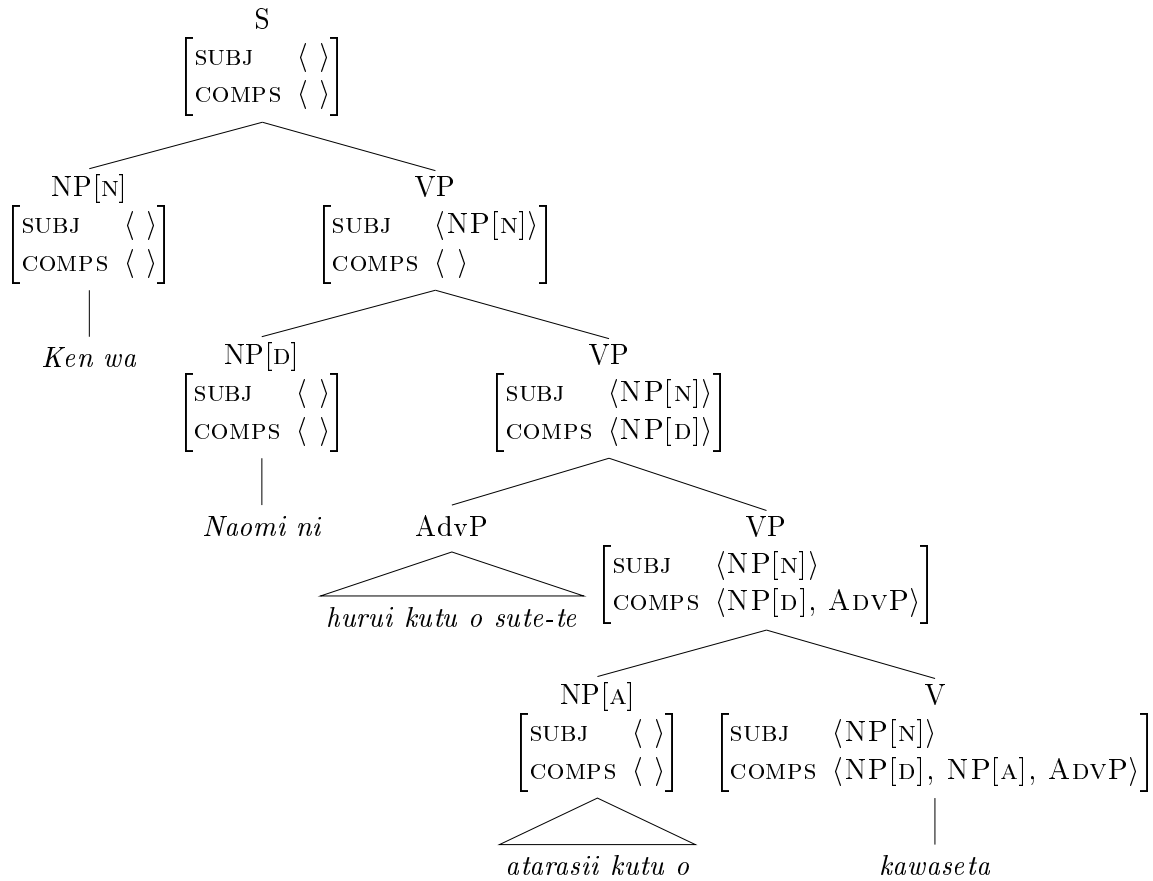 S
[SUBJ ⟨ ⟩
COMPS ⟨ ⟩]
NP[N] VP
[SUBJ ⟨ ⟩ [SUBJ ⟨NP[N]⟩
COMPS ⟨ ⟩] COMPS ⟨ ⟩]
Ken wa NP[D] VP
[SUBJ ⟨ ⟩ [SUBJ ⟨NP[N]⟩
COMPS ⟨ ⟩] COMPS ⟨NP[D]⟩]
Naomi ni AdvP VP
[SUBJ ⟨NP[N]⟩
COMPS ⟨NP[D], ADVP⟩]
hurui kutu o sute-te
NP[A] V
[SUBJ ⟨ ⟩ [SUBJ ⟨NP[N]⟩
COMPS ⟨ ⟩] COMPS ⟨NP[D], NP[A], ADVP⟩]
atarasii kutu o kawaseta